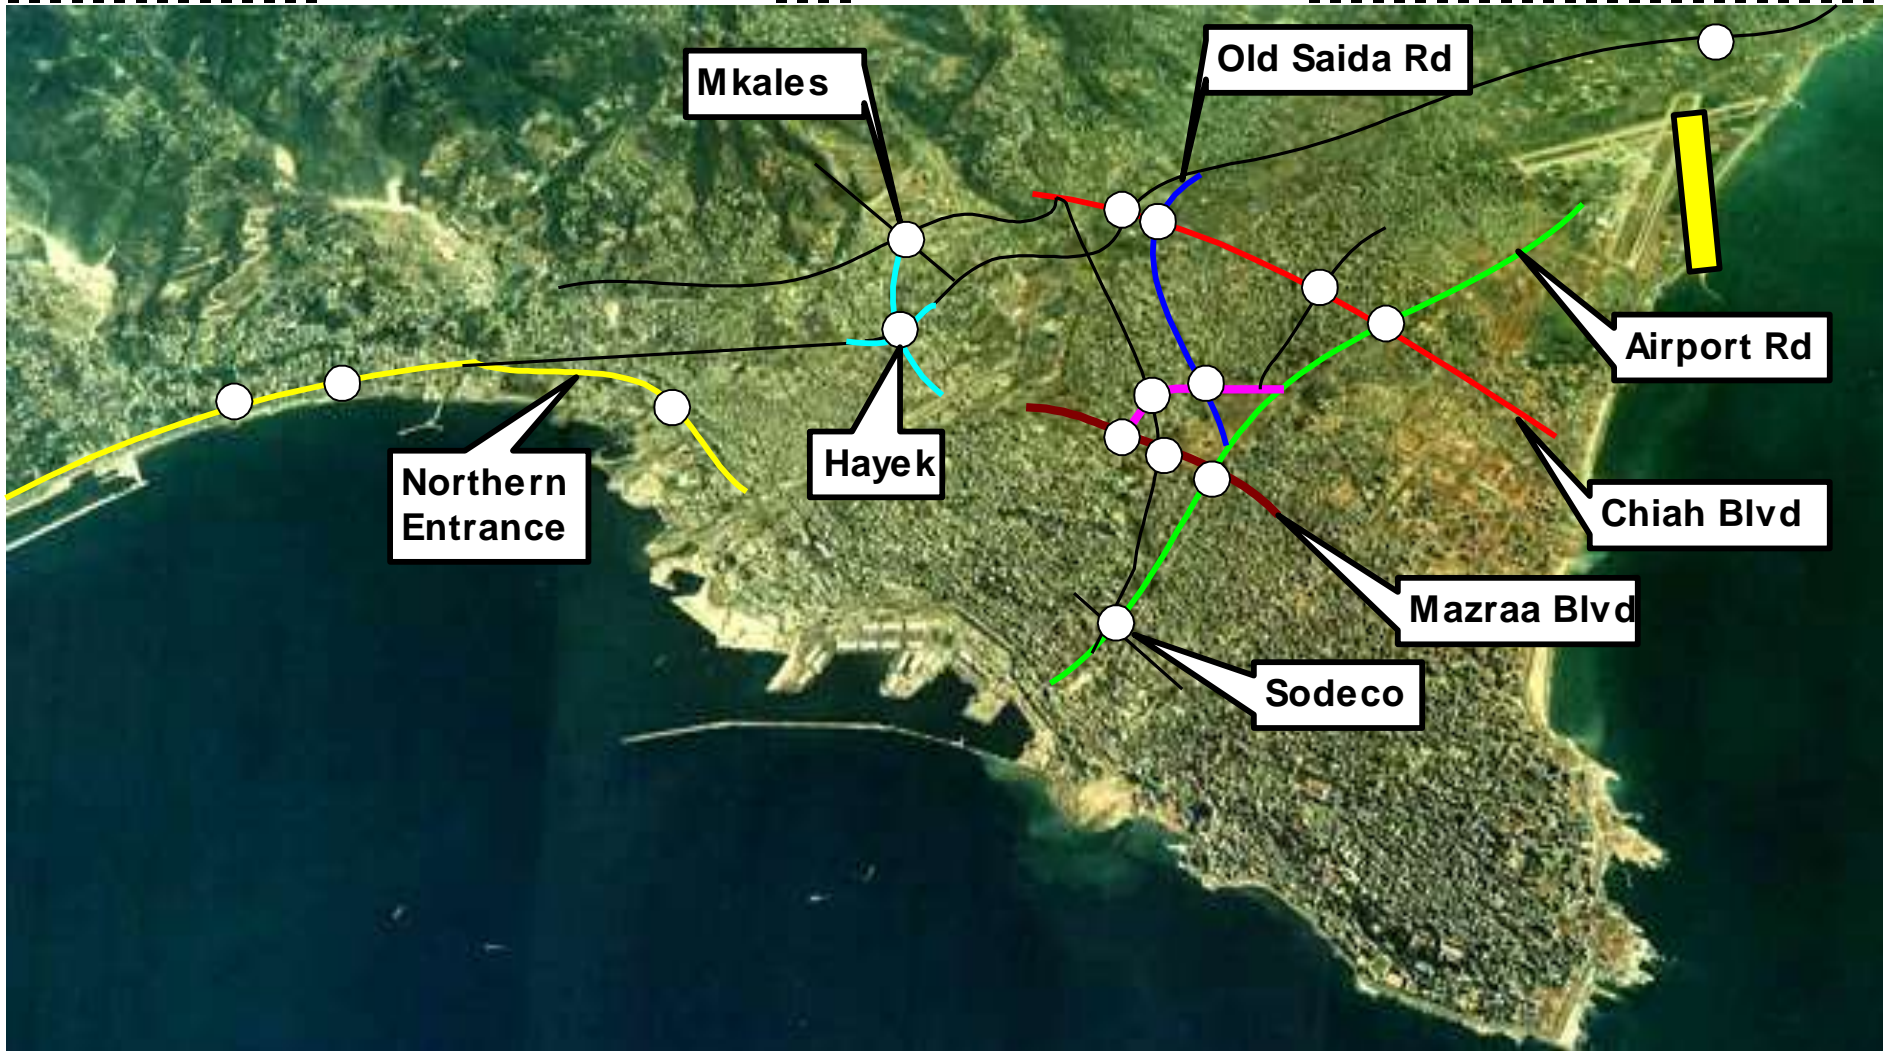 Old Saida Rd
Mkales
Airport Rd
Hayek
Northern
Entrance
Chiah Blvd
Mazraa Blvd
Sodeco